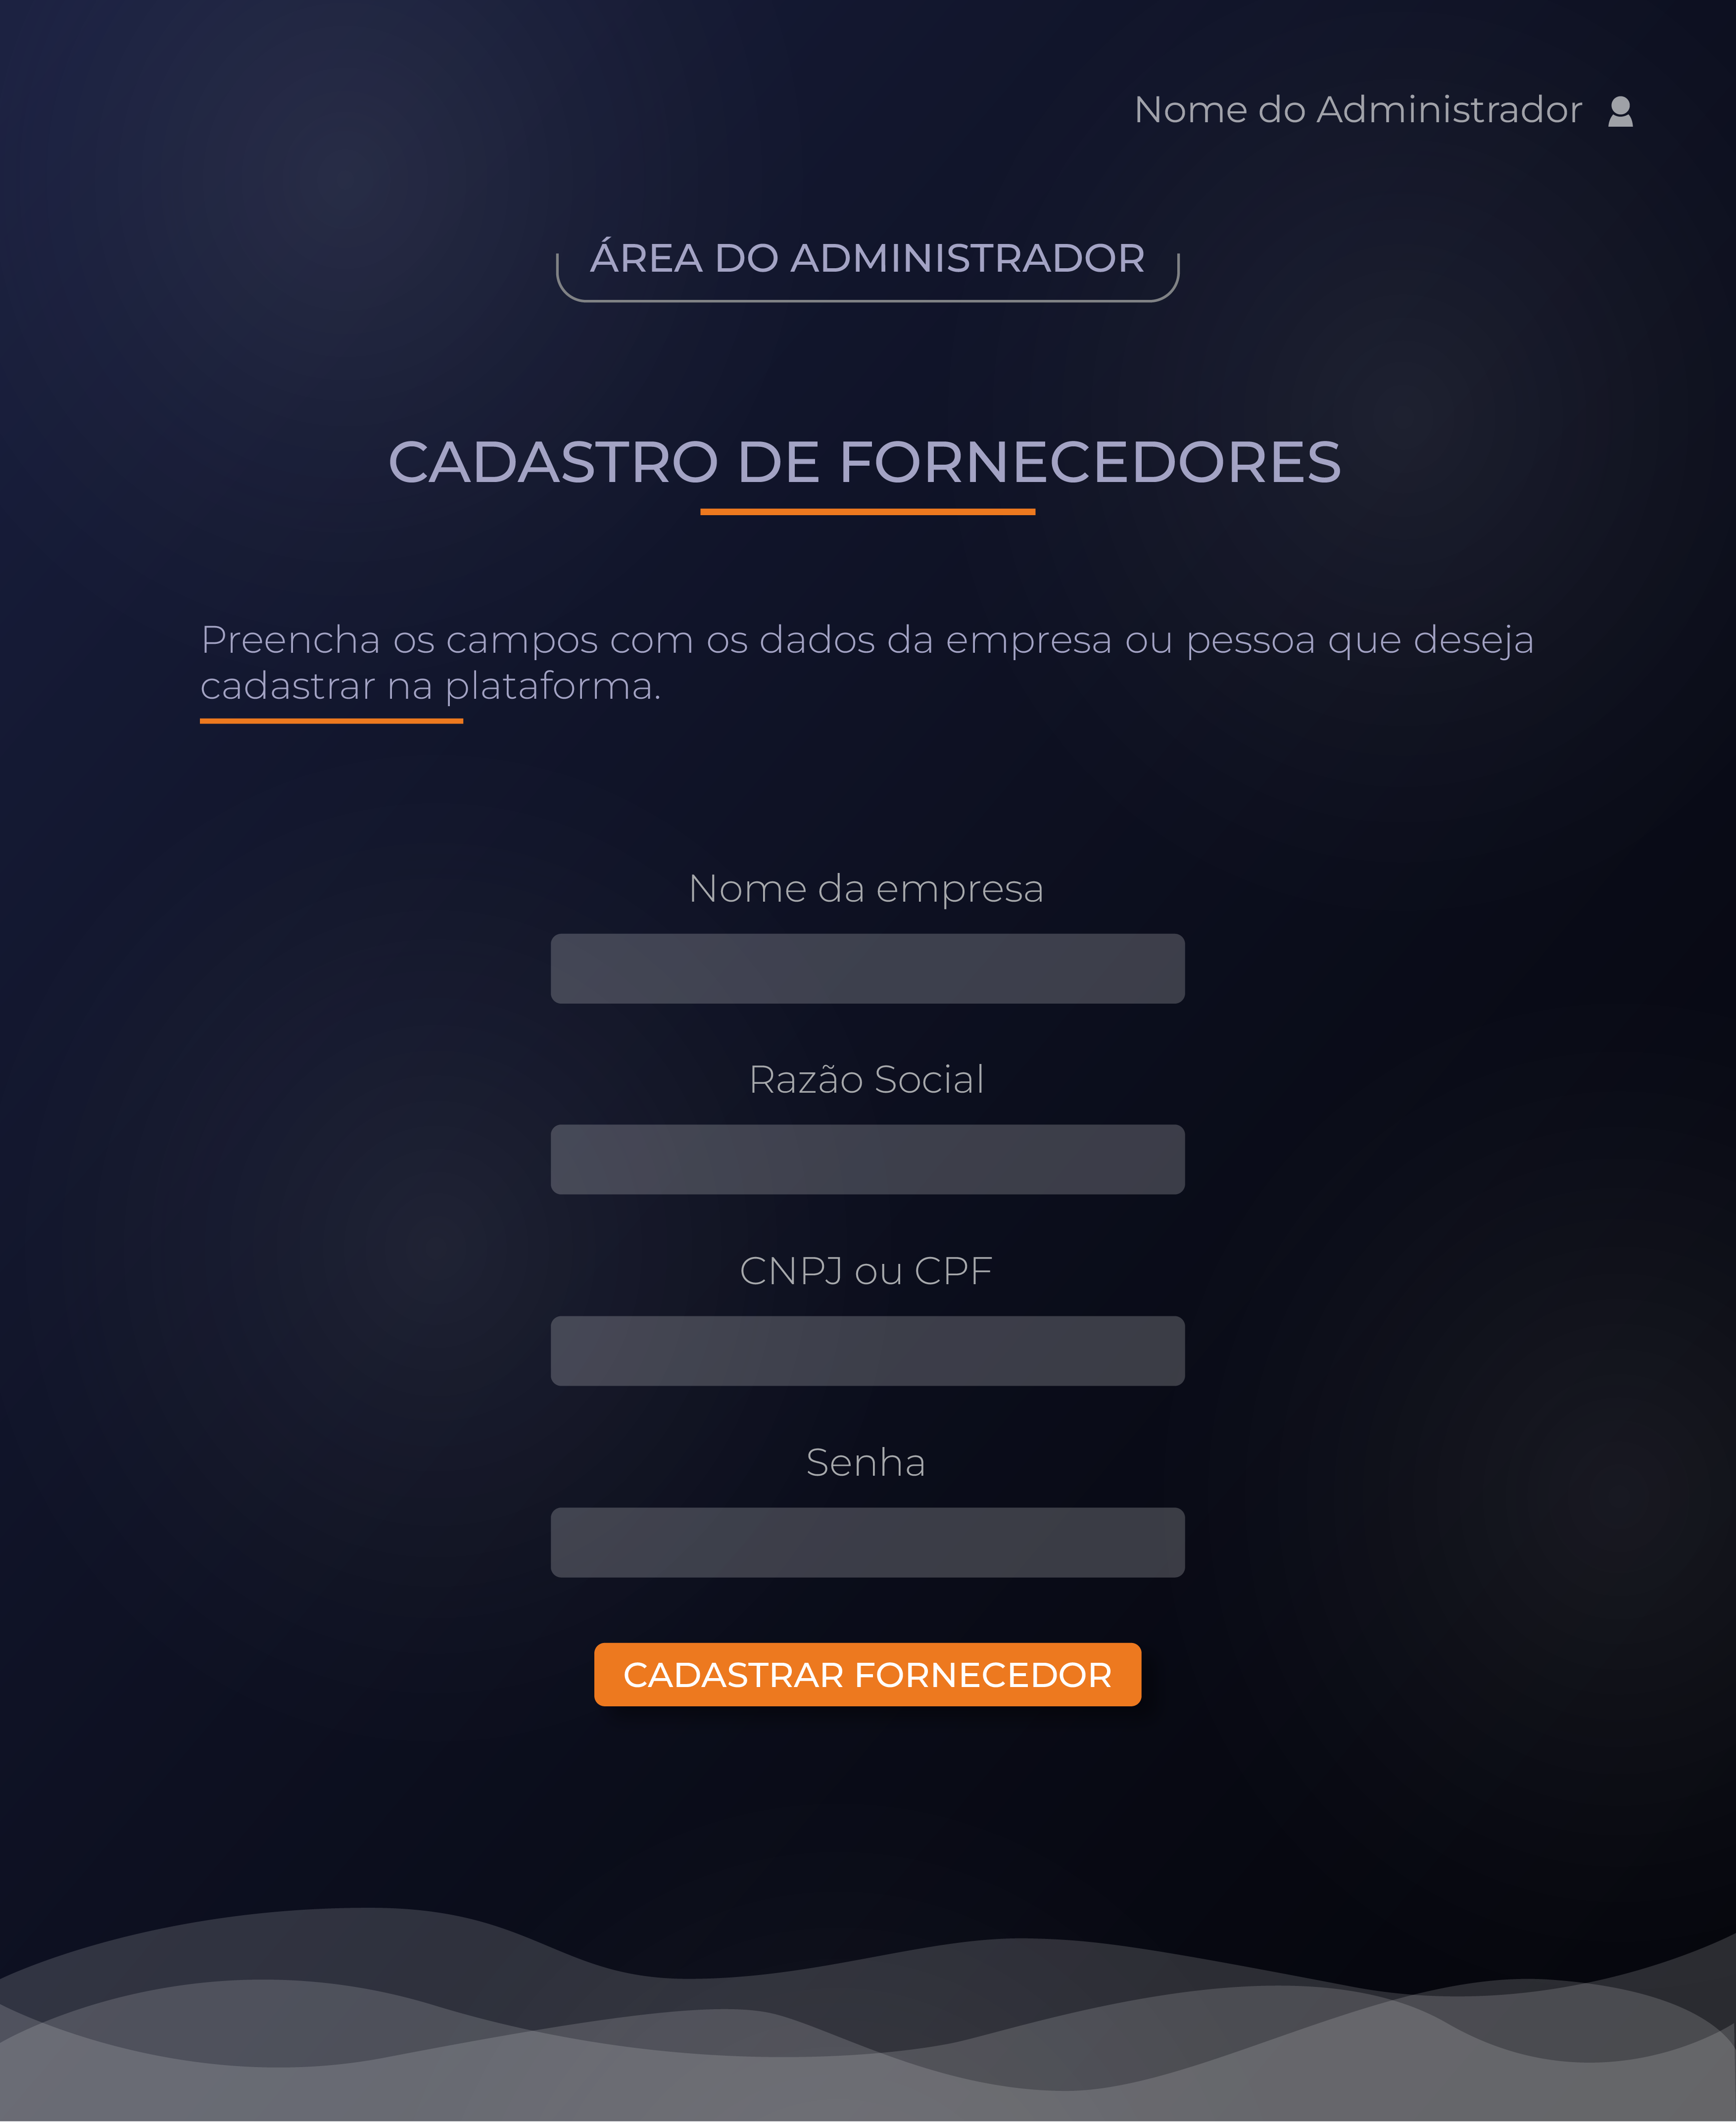 Nome do Administrador
ÁREA DO ADMINISTRADOR
CADASTRO DE FORNECEDORES
Preencha os campos com os dados da empresa ou pessoa que deseja
cadastrar na plataforma.
Nome da empresa
Razão Social
CNPJ ou CPF
Senha
CADASTRAR FORNECEDOR